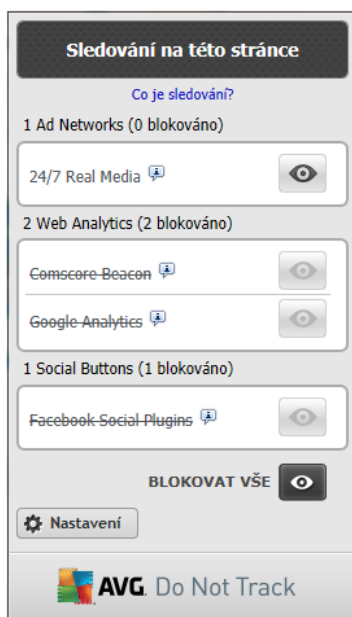 Sledování na této stránce
Co je sledování?
1 Ad Networks (0 blokováno)
24/7 Real Media
2 Web Analytics (2 blokováno)
Comscore Beacon
Google Analytics
1 Social Buttons (1 blokováno)
Facebook Social Plugins
BLOKOVAT VŠE
Nastavení
AVG. Do Not Track